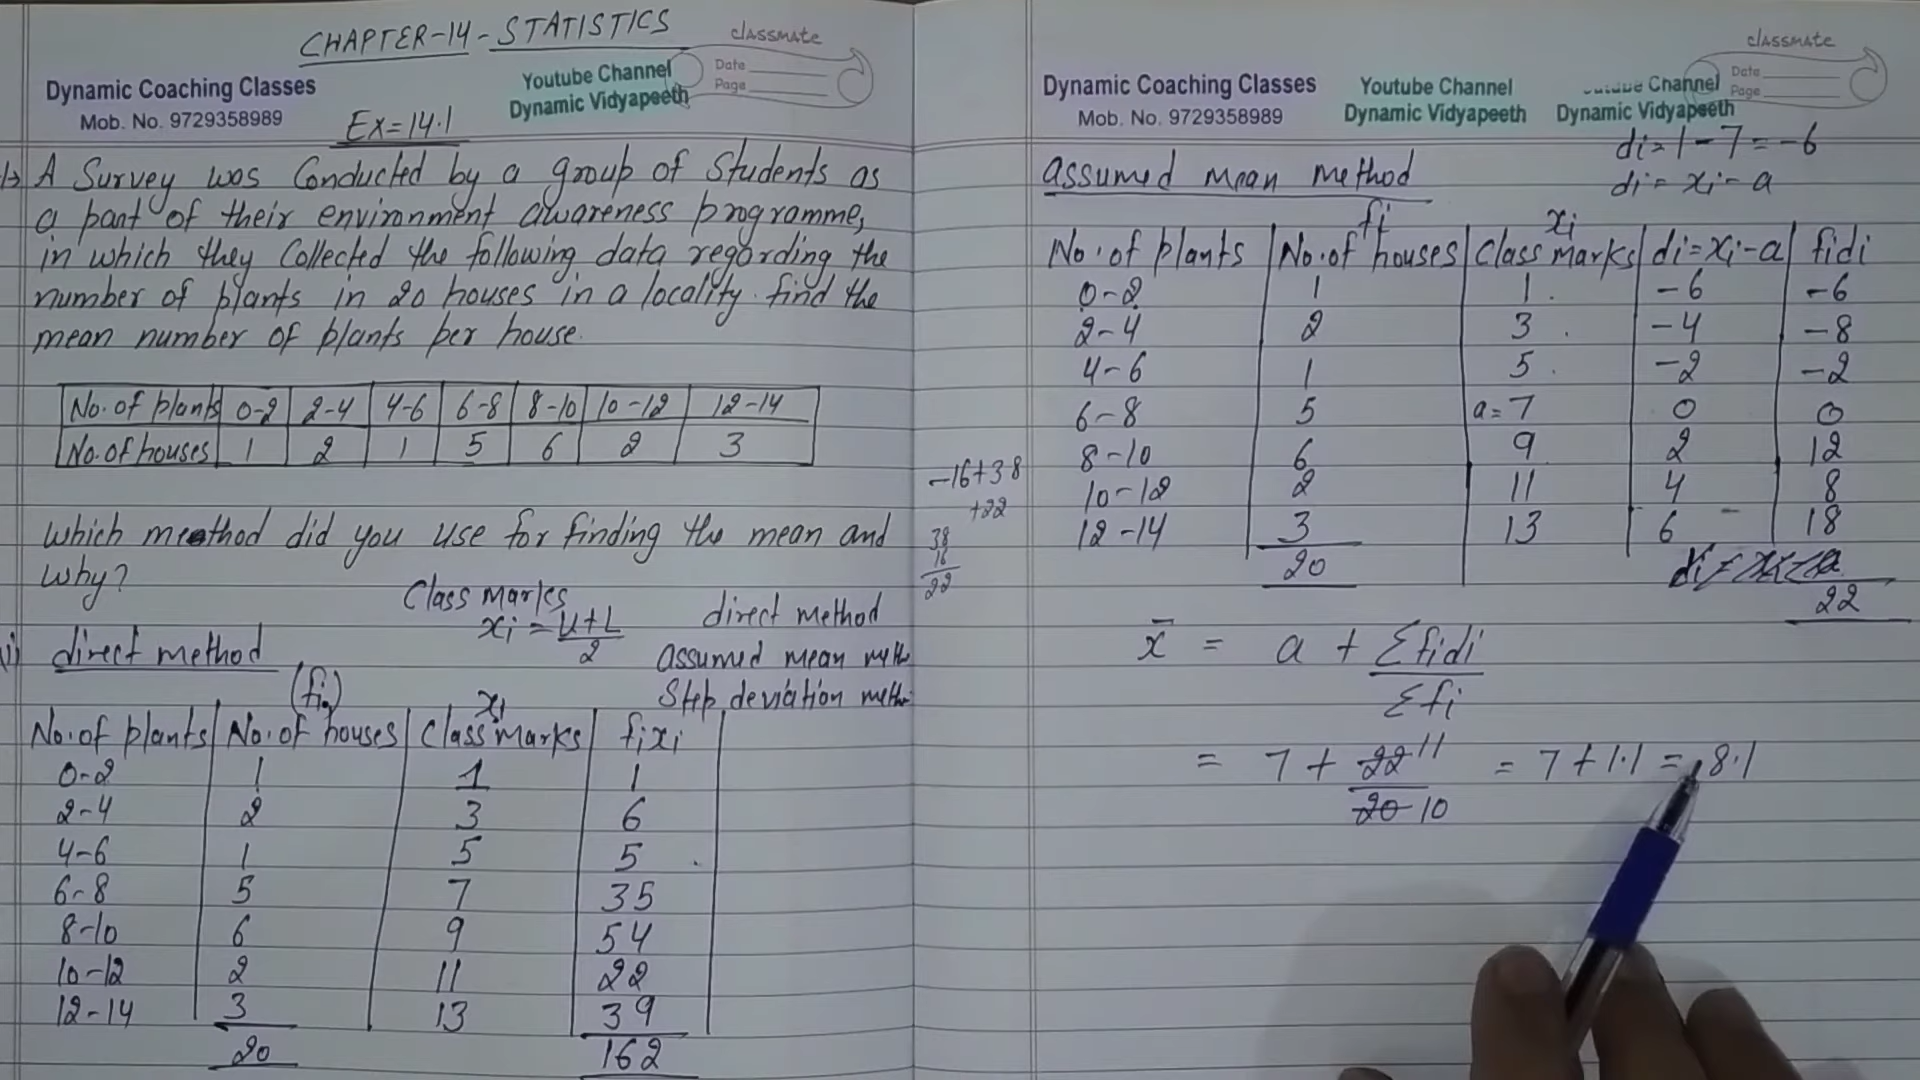 CHAPTER-14-STATISTICS
classmate
Dynamic Coaching Classes
Mob. No. 9729358989
Youtube Channel
Dynamic Vidyapeeth
Date
Page
Ex=14.1
1) A Survey was Conducted by a group of Students as
a part of their environment awareness programme,
in which they Collected the following data regarding the
number of plants in 20 houses in a locality. find the
mean number of plants per house.
No. of plants 0-2 2-4 4-6 6-8 8-10 10-12 12-14
No. of houses 1 2 1 5 6 2 3
which method did you use for finding the mean and
why?
Class marks
xi = U+L
2
direct method
assumed mean meth
Step deviation meth
i) direct method
(fi) xi
No. of plants No. of houses Class marks fixi
0-2 1 1 1
2-4 2 3 6
4-6 1 5 5
6-8 5 7 35
8-10 6 9 54
10-12 2 11 22
12-14 3 13 39
20 162
-16+38
+22
38
16
22
classmate
Dynamic Coaching Classes
Mob. No. 9729358989
Youtube Channel
Dynamic Vidyapeeth
Channel
Dynamic Vidyapeeth
Date
Page
di=1-7=-6
di= xi-a
assumed mean method
fi xi
No. of plants No. of houses Class marks di=xi-a fidi
0-2 1 1 -6 -6
2-4 2 3 -4 -8
4-6 1 5 -2 -2
6-8 5 a=7 0 0
8-10 6 9 2 12
10-12 2 11 4 8
12-14 3 13 6 18
20
di=xi-a
22
x̄ = a + Σfidi
Σfi
= 7 + 22 11 = 7+1.1 = 8.1
20 10